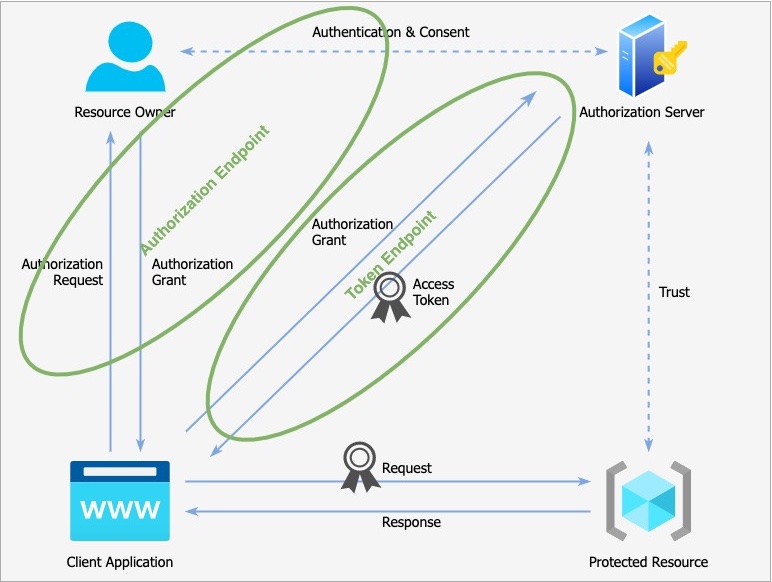 Authentication & Consent
Resource Owner
Authorization Server
Authorization Endpoint
Authorization
Grant
Token Endpoint
Authorization
Request
Authorization
Grant
Access
Token
Trust
Request
WWW
Response
Client Application
Protected Resource